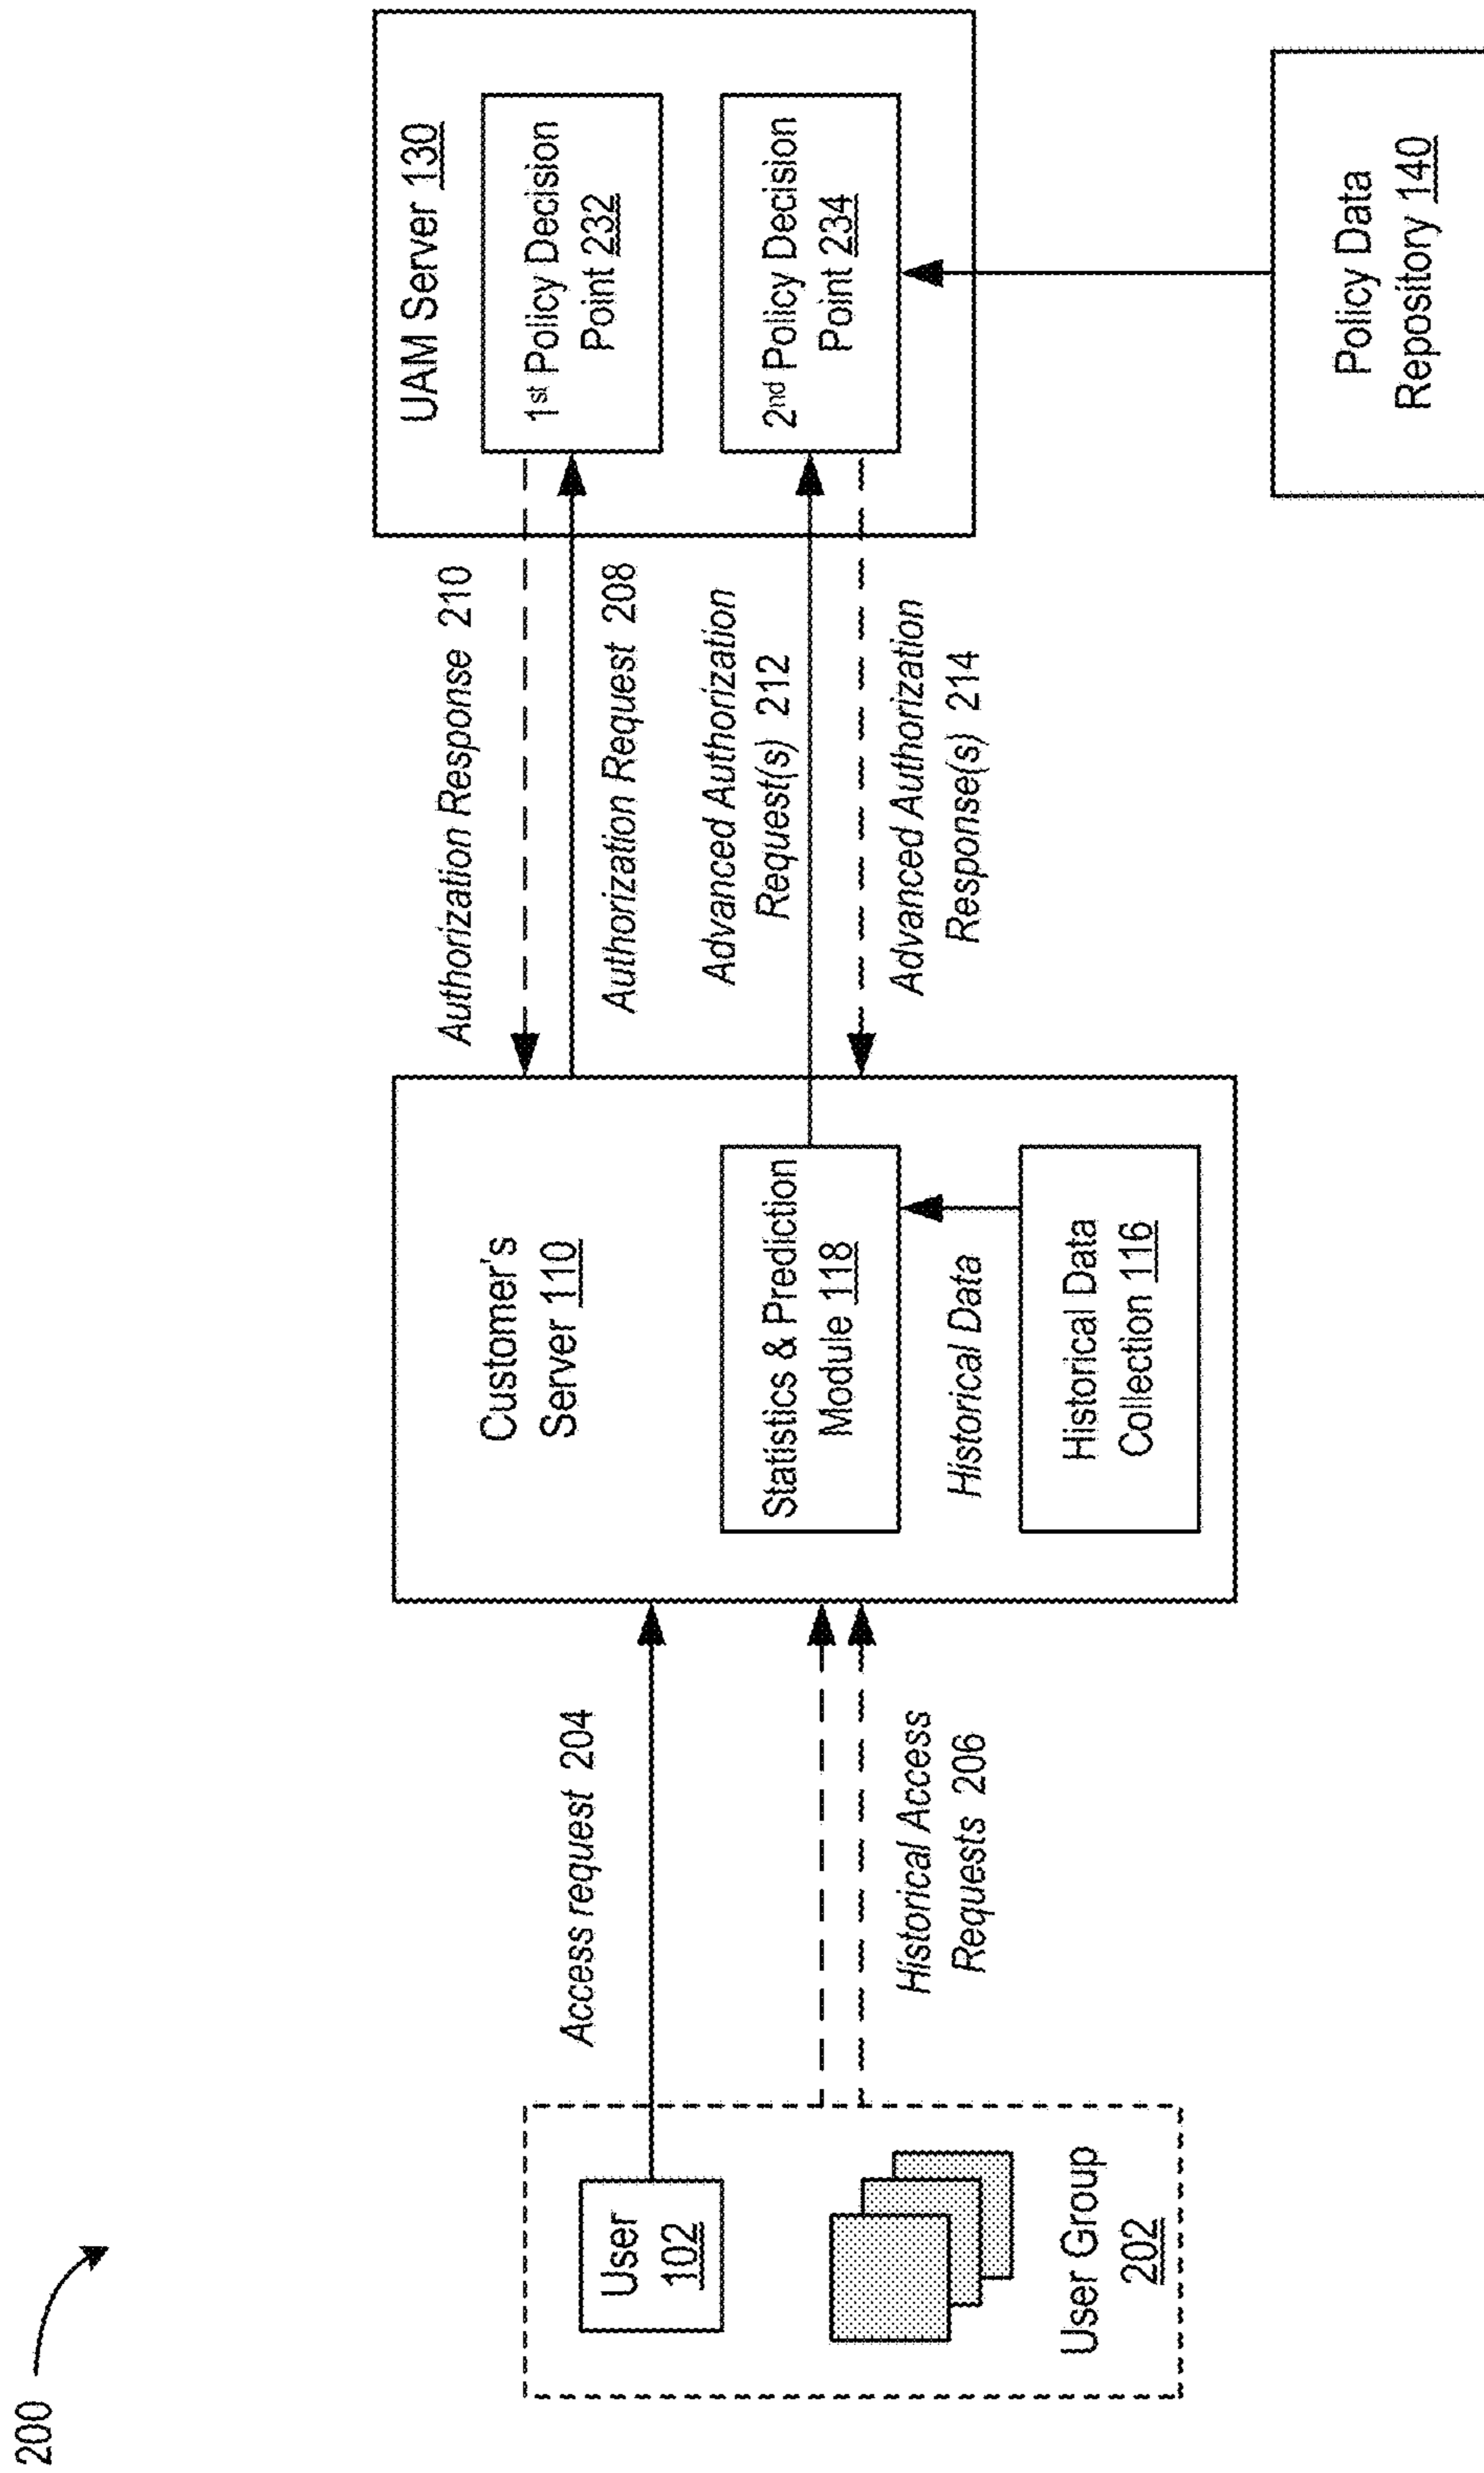 200
User
102
User Group
202
Access request 204
Historical Access
Requests 206
Customer's
Server 110
Statistics & Prediction
Module 118
Historical Data
Historical Data
Collection 116
Authorization Response 210
Authorization Request 208
Advanced Authorization
Request(s) 212
Advanced Authorization
Response(s) 214
UAM Server 130
1st Policy Decision
Point 232
2nd Policy Decision
Point 234
Policy Data
Repository 140